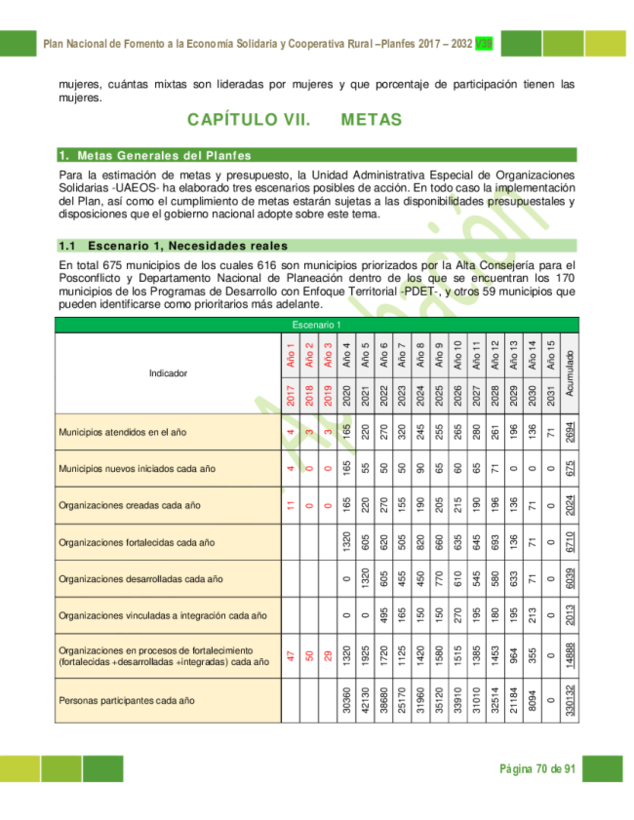 Plan Nacional de Fomento a la Economía Solidaria y Cooperativa Rural –Planfes 2017 – 2032 v39
mujeres, cuántas mixtas son lideradas por mujeres y que porcentaje de participación tienen las
mujeres.
CAPÍTULO VII. METAS
1. Metas Generales del Planfes
Para la estimación de metas y presupuesto, la Unidad Administrativa Especial de Organizaciones
Solidarias -UAEOS- ha elaborado tres escenarios posibles de acción. En todo caso la implementación
del Plan, así como el cumplimiento de metas estarán sujetas a las disponibilidades presupuestales y
disposiciones que el gobierno nacional adopte sobre este tema.
1.1 Escenario 1, Necesidades reales
En total 675 municipios de los cuales 616 son municipios priorizados por la Alta Consejería para el
Posconflicto y Departamento Nacional de Planeación dentro de los que se encuentran los 170
municipios de los Programas de Desarrollo con Enfoque Territorial -PDET-, y otros 59 municipios que
pueden identificarse como prioritarios más adelante.
Escenario 1
Indicador Año 1 Año 2 Año 3 Año 4 Año 5 Año 6 Año 7 Año 8 Año 9 Año 10 Año 11 Año 12 Año 13 Año 14 Año 15 Acumulado
2017 2018 2019 2020 2021 2022 2023 2024 2025 2026 2027 2028 2029 2030 2031
Municipios atendidos en el año 4 3 3 165 220 270 320 245 255 265 280 261 196 136 71 2694
Municipios nuevos iniciados cada año 4 0 0 165 55 50 50 90 65 60 65 71 0 0 0 675
Organizaciones creadas cada año 11 0 0 165 220 270 155 190 205 215 190 196 136 71 0 2024
Organizaciones fortalecidas cada año 1320 605 620 505 820 660 635 645 693 136 71 0 6710
Organizaciones desarrolladas cada año 0 1320 605 455 450 770 610 545 580 633 71 0 6039
Organizaciones vinculadas a integración cada año 0 0 495 165 150 150 270 195 180 195 213 0 2013
Organizaciones en procesos de fortalecimiento
(fortalecidas +desarrolladas +integradas) cada año 47 50 29 1320 1925 1720 1125 1420 1580 1515 1385 1453 964 355 0 14888
Personas participantes cada año 30360 42130 38680 25170 31960 35120 33910 31010 32514 21184 8094 0 330132
Página 70 de 91